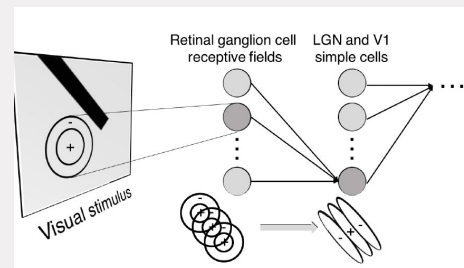 Retinal ganglion cell
receptive fields
LGN and V1
simple cells
-
+
Visual stimulus
-
+
-
+
-
+
-
+
-